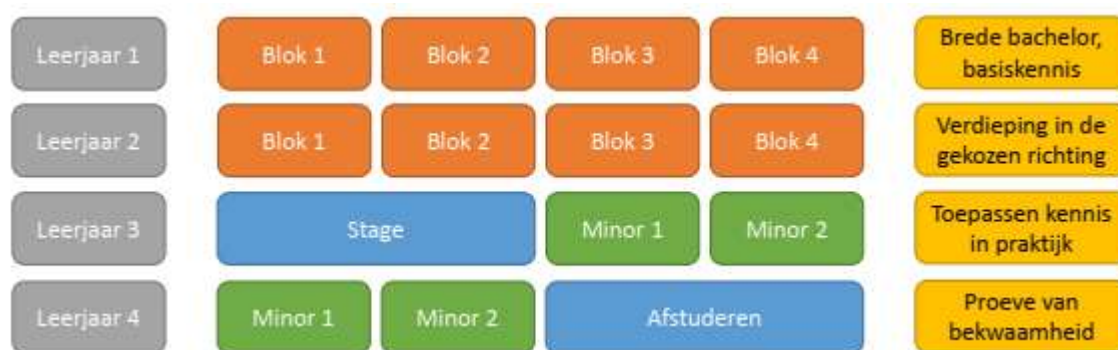 Leerjaar 1
Blok 1
Blok 2
Blok 3
Blok 4
Brede bachelor,
basiskennis
Leerjaar 2
Blok 1
Blok 2
Blok 3
Blok 4
Verdieping in de
gekozen richting
Leerjaar 3
Stage
Minor 1
Minor 2
Toepassen kennis
in praktijk
Leerjaar 4
Minor 1
Minor 2
Afstuderen
Proeve van
bekwaamheid